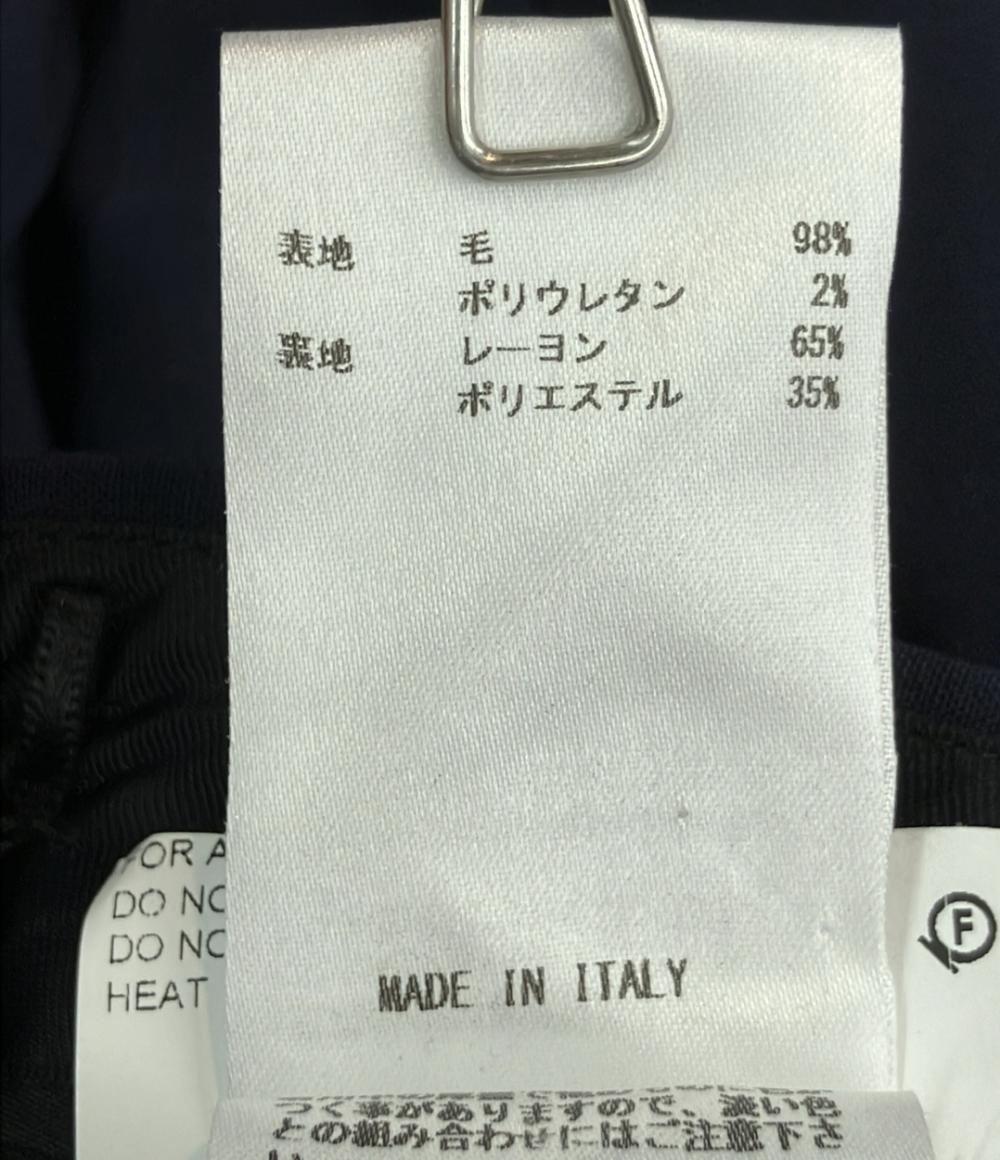 表地 毛 98%
ポリウレタン 2%
裏地 レーヨン 65%
ポリエステル 35%
FOR A
DO NO
DO NO
HEAT
F
MADE IN ITALY
つく事がありますので、濃い色
との組み合わせにはご注意下さ
い